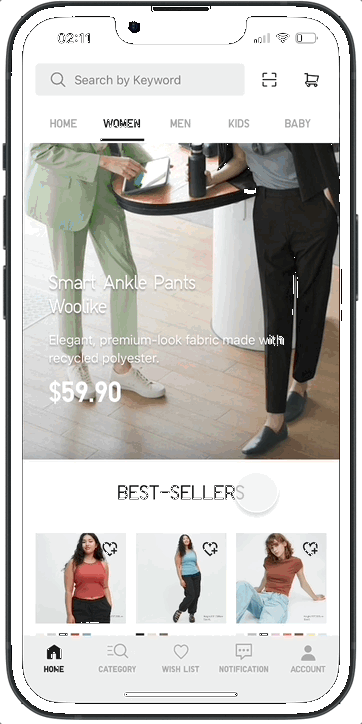 02:11
Search by Keyword
HOME WOMEN MEN KIDS BABY
Smart Ankle Pants
Woolike
Elegant, premium-look fabric made with
recycled polyester.
$59.90
BEST-SELLERS
HOME CATEGORY WISH LIST NOTIFICATION ACCOUNT